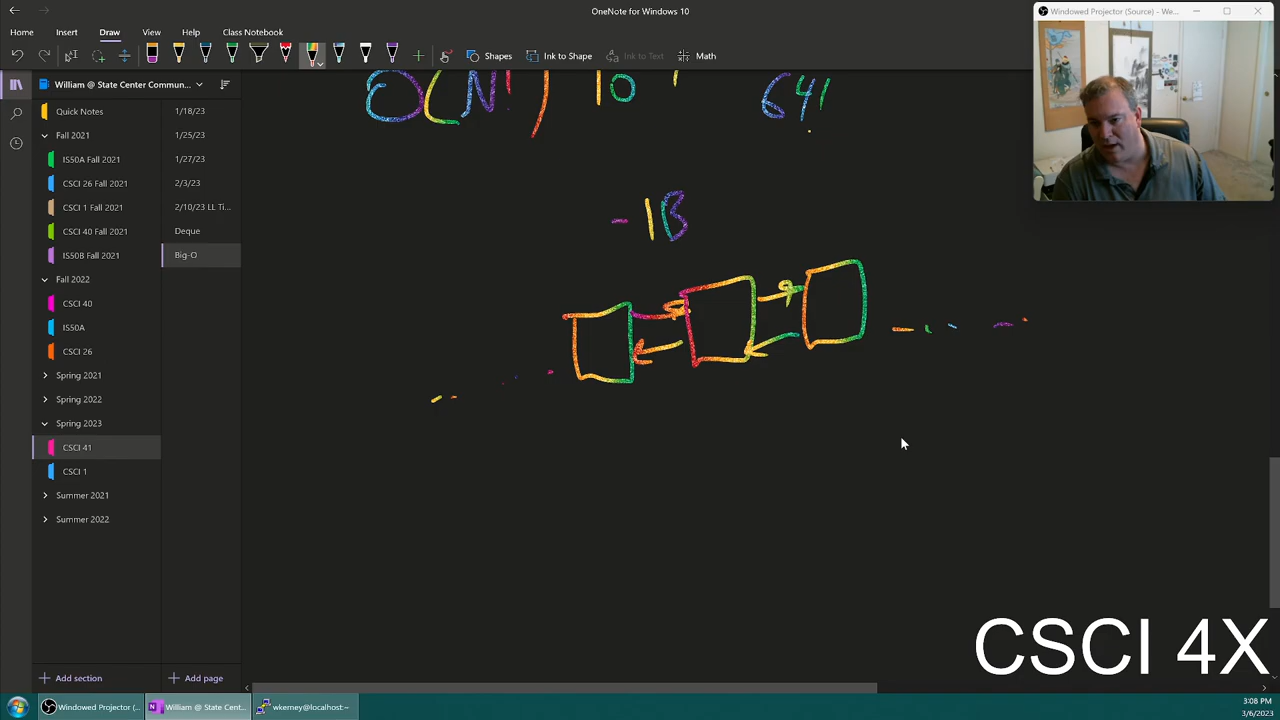 OneNote for Windows 10
Windowed Projector (Source) - We...
Home Insert Draw View Help Class Notebook
Shapes Ink to Shape Ink to Text Math
William @ State Center Commun...
Quick Notes
Fall 2021
IS50A Fall 2021
CSCI 26 Fall 2021
CSCI 1 Fall 2021
CSCI 40 Fall 2021
IS50B Fall 2021
Fall 2022
CSCI 40
IS50A
CSCI 26
Spring 2021
Spring 2022
Spring 2023
CSCI 41
CSCI 1
Summer 2021
Summer 2022
Add section
1/18/23
1/25/23
1/27/23
2/3/23
2/10/23 LL Ti...
Deque
Big-O
Add page
O(N!) 10 ! 64!
-1B
CSCI 4X
Windowed Projector (...
William @ State Cent...
wkerney@localhost:~
3:08 PM
3/6/2023